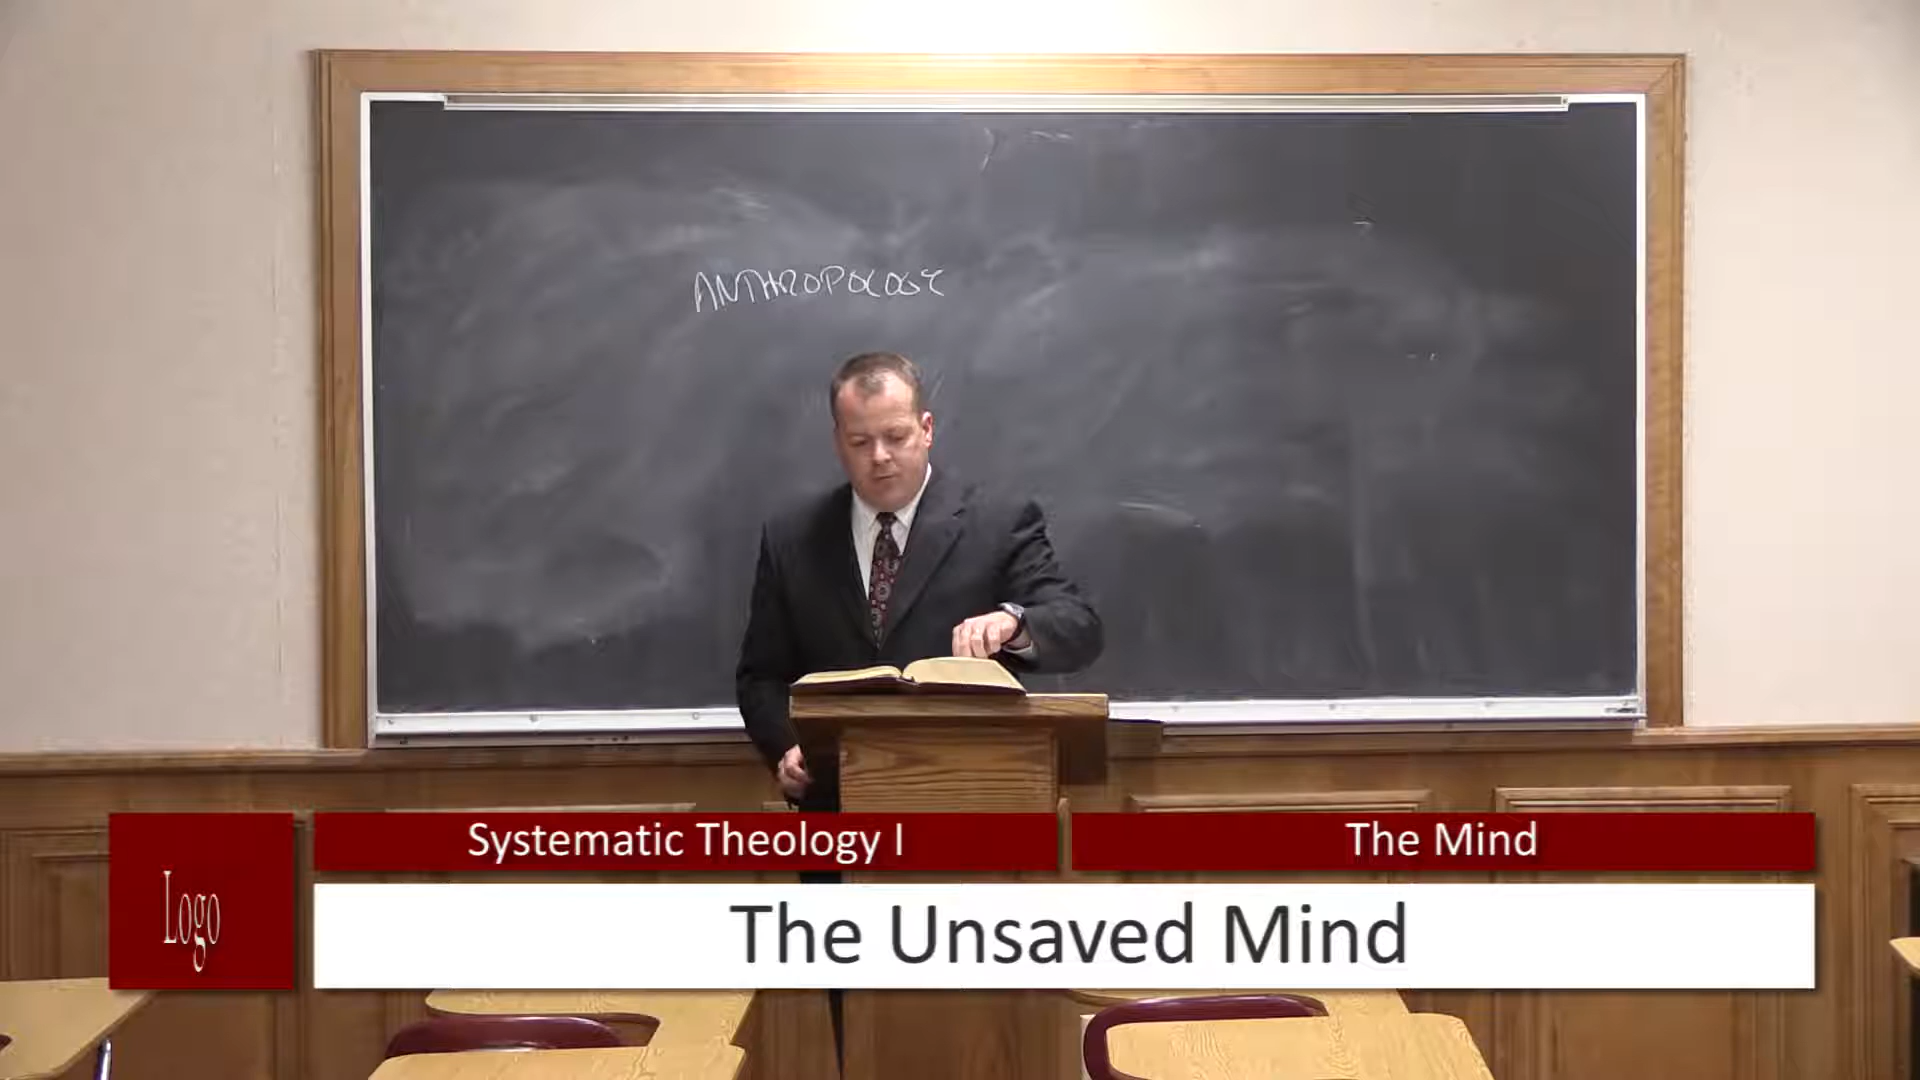 ANTHROPOLOGY
Systematic Theology I
The Mind
Logo
The Unsaved Mind